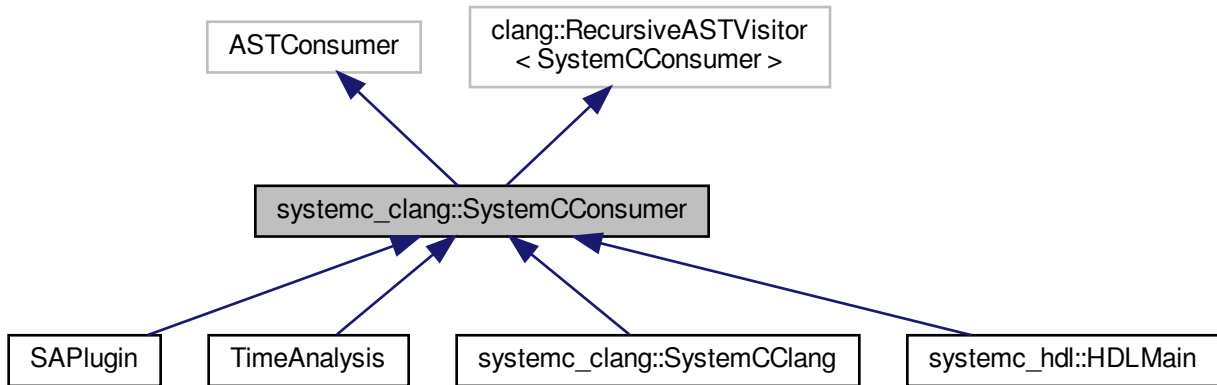 ASTConsumer
clang::RecursiveASTVisitor
< SystemCConsumer >
systemc_clang::SystemCConsumer
SAPlugin
TimeAnalysis
systemc_clang::SystemCClang
systemc_hdl::HDLMain